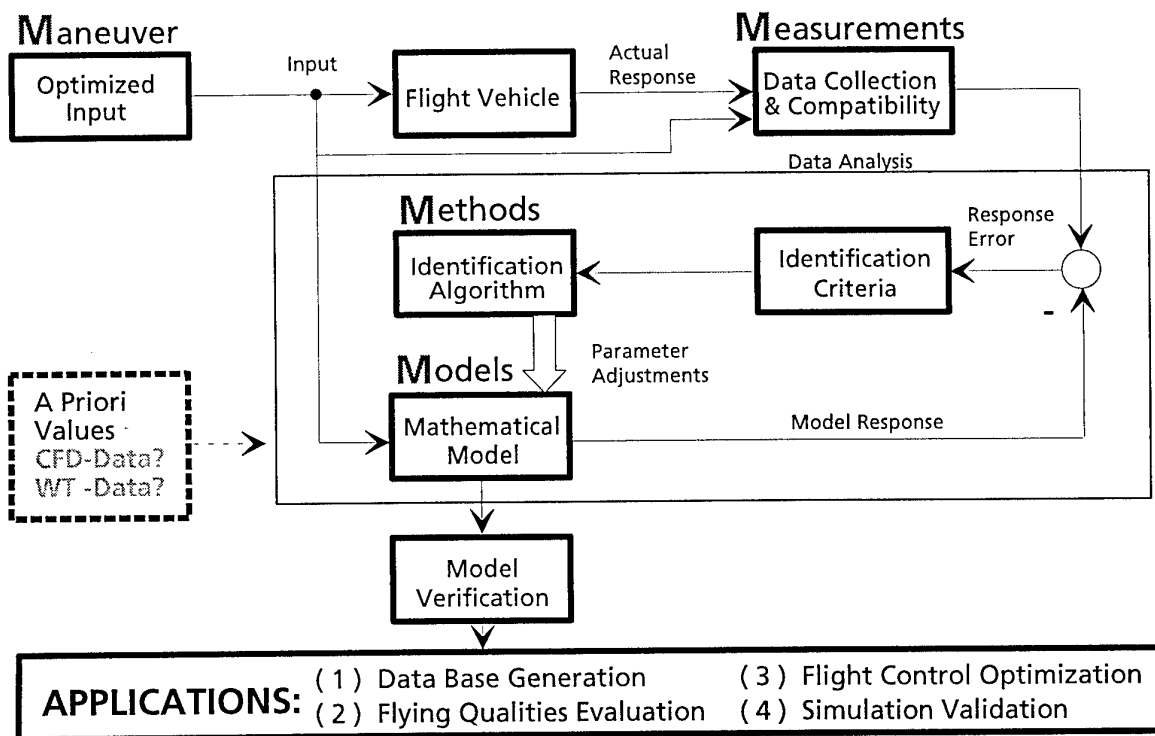 Maneuver
Optimized
Input
Input
Flight Vehicle
Actual
Response
Measurements
Data Collection
& Compatibility
Data Analysis
Methods
Identification
Algorithm
Identification
Criteria
Response
Error
-
Parameter
Adjustments
Models
Mathematical
Model
Model Response
A Priori
Values
CFD-Data?
WT -Data?
Model
Verification
APPLICATIONS:
(1) Data Base Generation
(2) Flying Qualities Evaluation
(3) Flight Control Optimization
(4) Simulation Validation